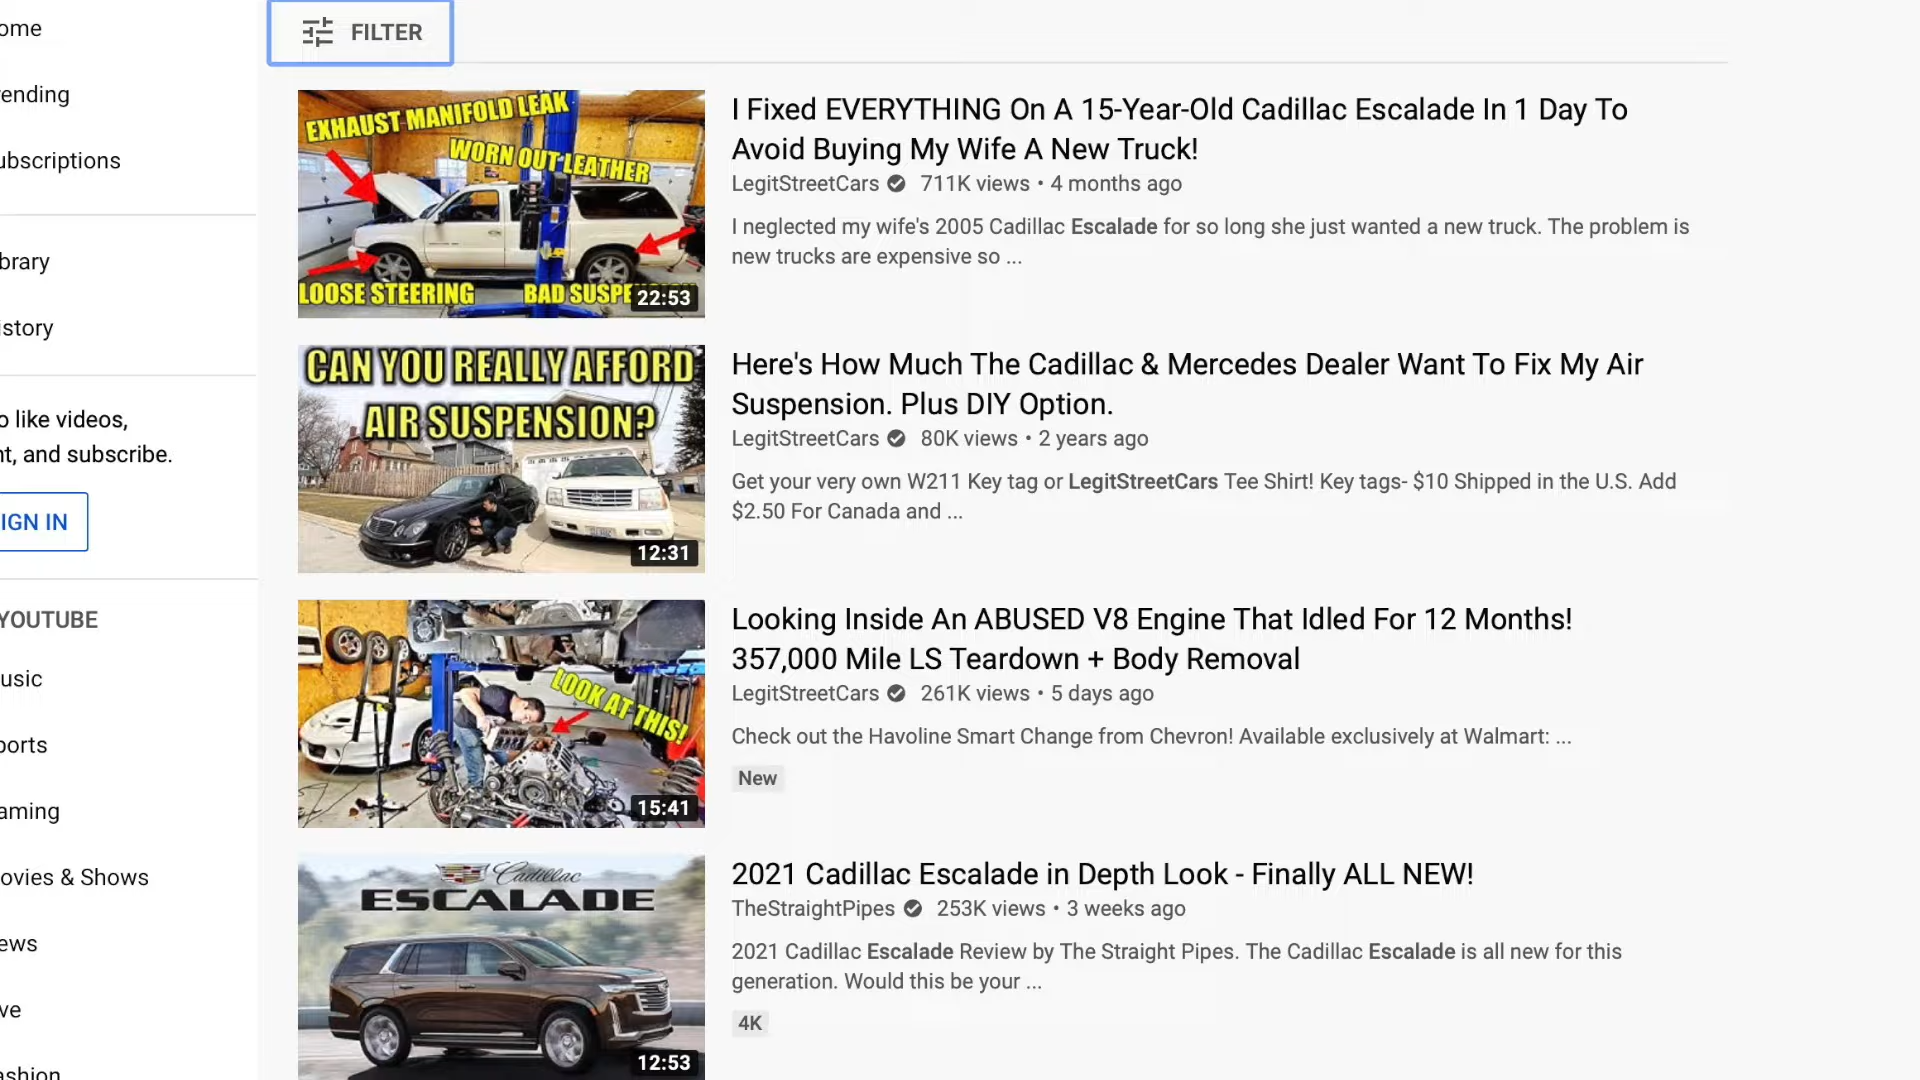 FILTER
ome
ending
ubscriptions
brary
istory
o like videos,
nt, and subscribe.
IGN IN
YOUTUBE
usic
ports
aming
ovies & Shows
ews
ve
ashion
EXHAUST MANIFOLD LEAK
WORN OUT LEATHER
LOOSE STEERING
BAD SUSPE
22:53
I Fixed EVERYTHING On A 15-Year-Old Cadillac Escalade In 1 Day To
Avoid Buying My Wife A New Truck!
LegitStreetCars 711K views • 4 months ago
I neglected my wife's 2005 Cadillac Escalade for so long she just wanted a new truck. The problem is
new trucks are expensive so ...
CAN YOU REALLY AFFORD
AIR SUSPENSION?
12:31
Here's How Much The Cadillac & Mercedes Dealer Want To Fix My Air
Suspension. Plus DIY Option.
LegitStreetCars 80K views • 2 years ago
Get your very own W211 Key tag or LegitStreetCars Tee Shirt! Key tags- $10 Shipped in the U.S. Add
$2.50 For Canada and ...
LOOK AT THIS!
15:41
Looking Inside An ABUSED V8 Engine That Idled For 12 Months!
357,000 Mile LS Teardown + Body Removal
LegitStreetCars 261K views • 5 days ago
Check out the Havoline Smart Change from Chevron! Available exclusively at Walmart: ...
New
Cadillac
ESCALADE
12:53
2021 Cadillac Escalade in Depth Look - Finally ALL NEW!
TheStraightPipes 253K views • 3 weeks ago
2021 Cadillac Escalade Review by The Straight Pipes. The Cadillac Escalade is all new for this
generation. Would this be your ...
4K